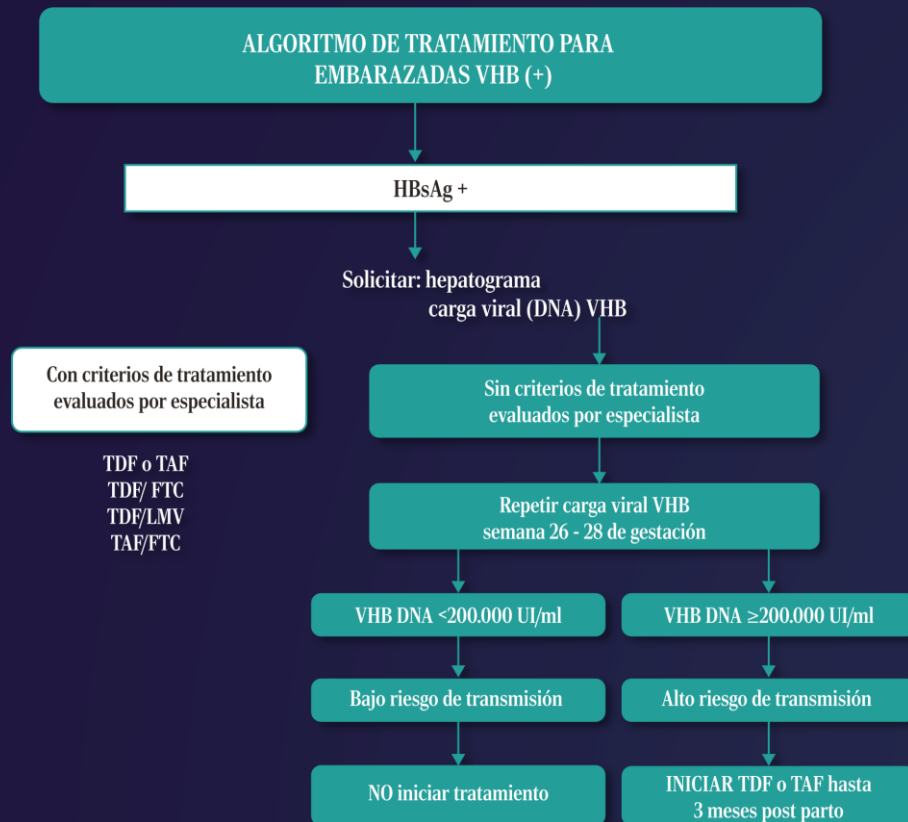 ALGORITMO DE TRATAMIENTO PARA
EMBARAZADAS VHB (+)
HBsAg +
Solicitar: hepatograma
carga viral (DNA) VHB
Con criterios de tratamiento
evaluados por especialista
TDF o TAF
TDF/ FTC
TDF/LMV
TAF/FTC
Sin criterios de tratamiento
evaluados por especialista
Repetir carga viral VHB
semana 26 - 28 de gestación
VHB DNA <200.000 UI/ml
Bajo riesgo de transmisión
NO iniciar tratamiento
VHB DNA ≥200.000 UI/ml
Alto riesgo de transmisión
INICIAR TDF o TAF hasta
3 meses post parto